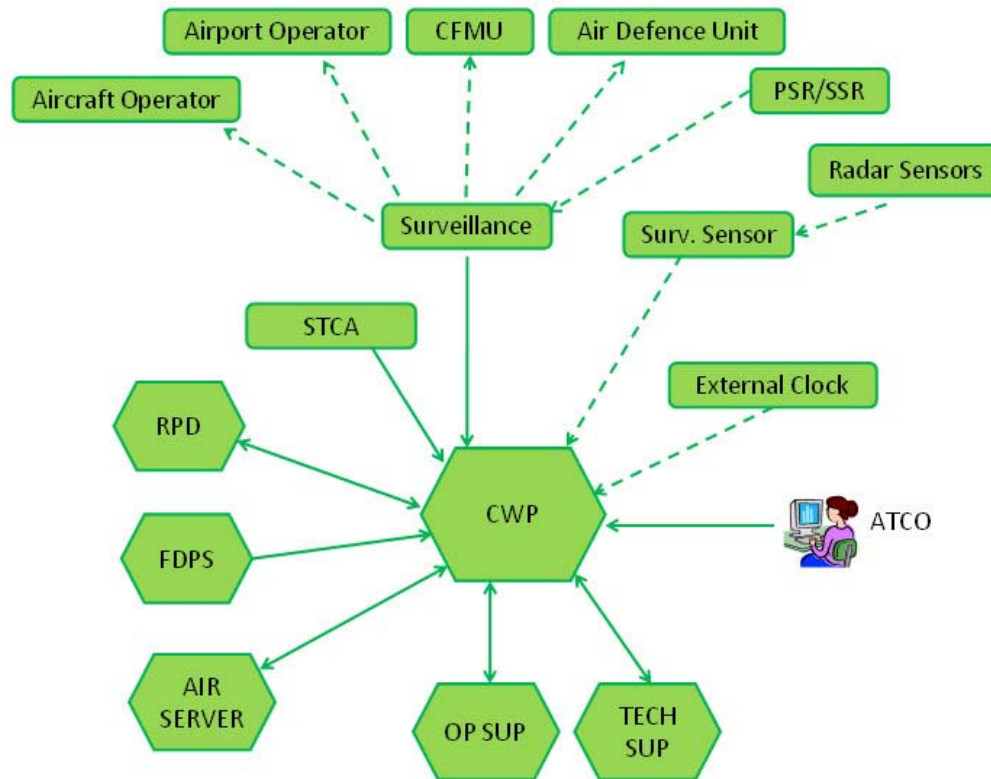 Airport Operator
CFMU
Air Defence Unit
Aircraft Operator
PSR/SSR
Radar Sensors
Surveillance
Surv. Sensor
STCA
External Clock
RPD
CWP
ATCO
FDPS
AIR
SERVER
OP SUP
TECH
SUP